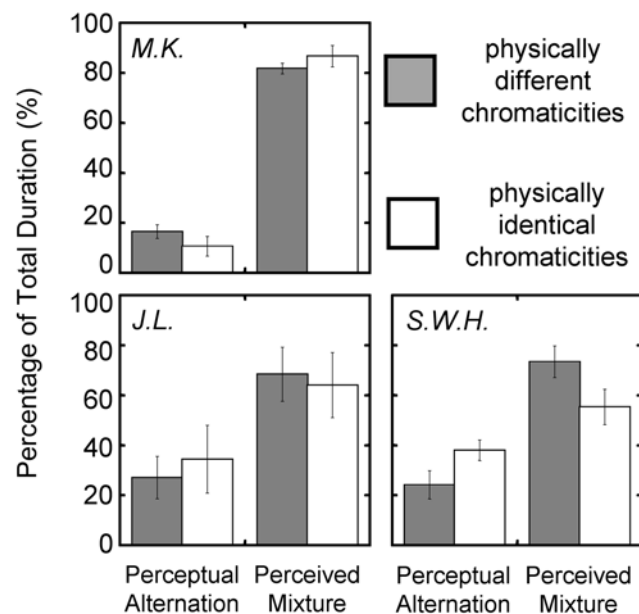 Percentage of Total Duration (%)
100
80
60
40
20
0
M.K.
physically
different
chromaticities
physically
identical
chromaticities
100
80
60
40
20
0
J.L.
S.W.H.
Perceptual
Alternation
Perceived
Mixture
Perceptual
Alternation
Perceived
Mixture